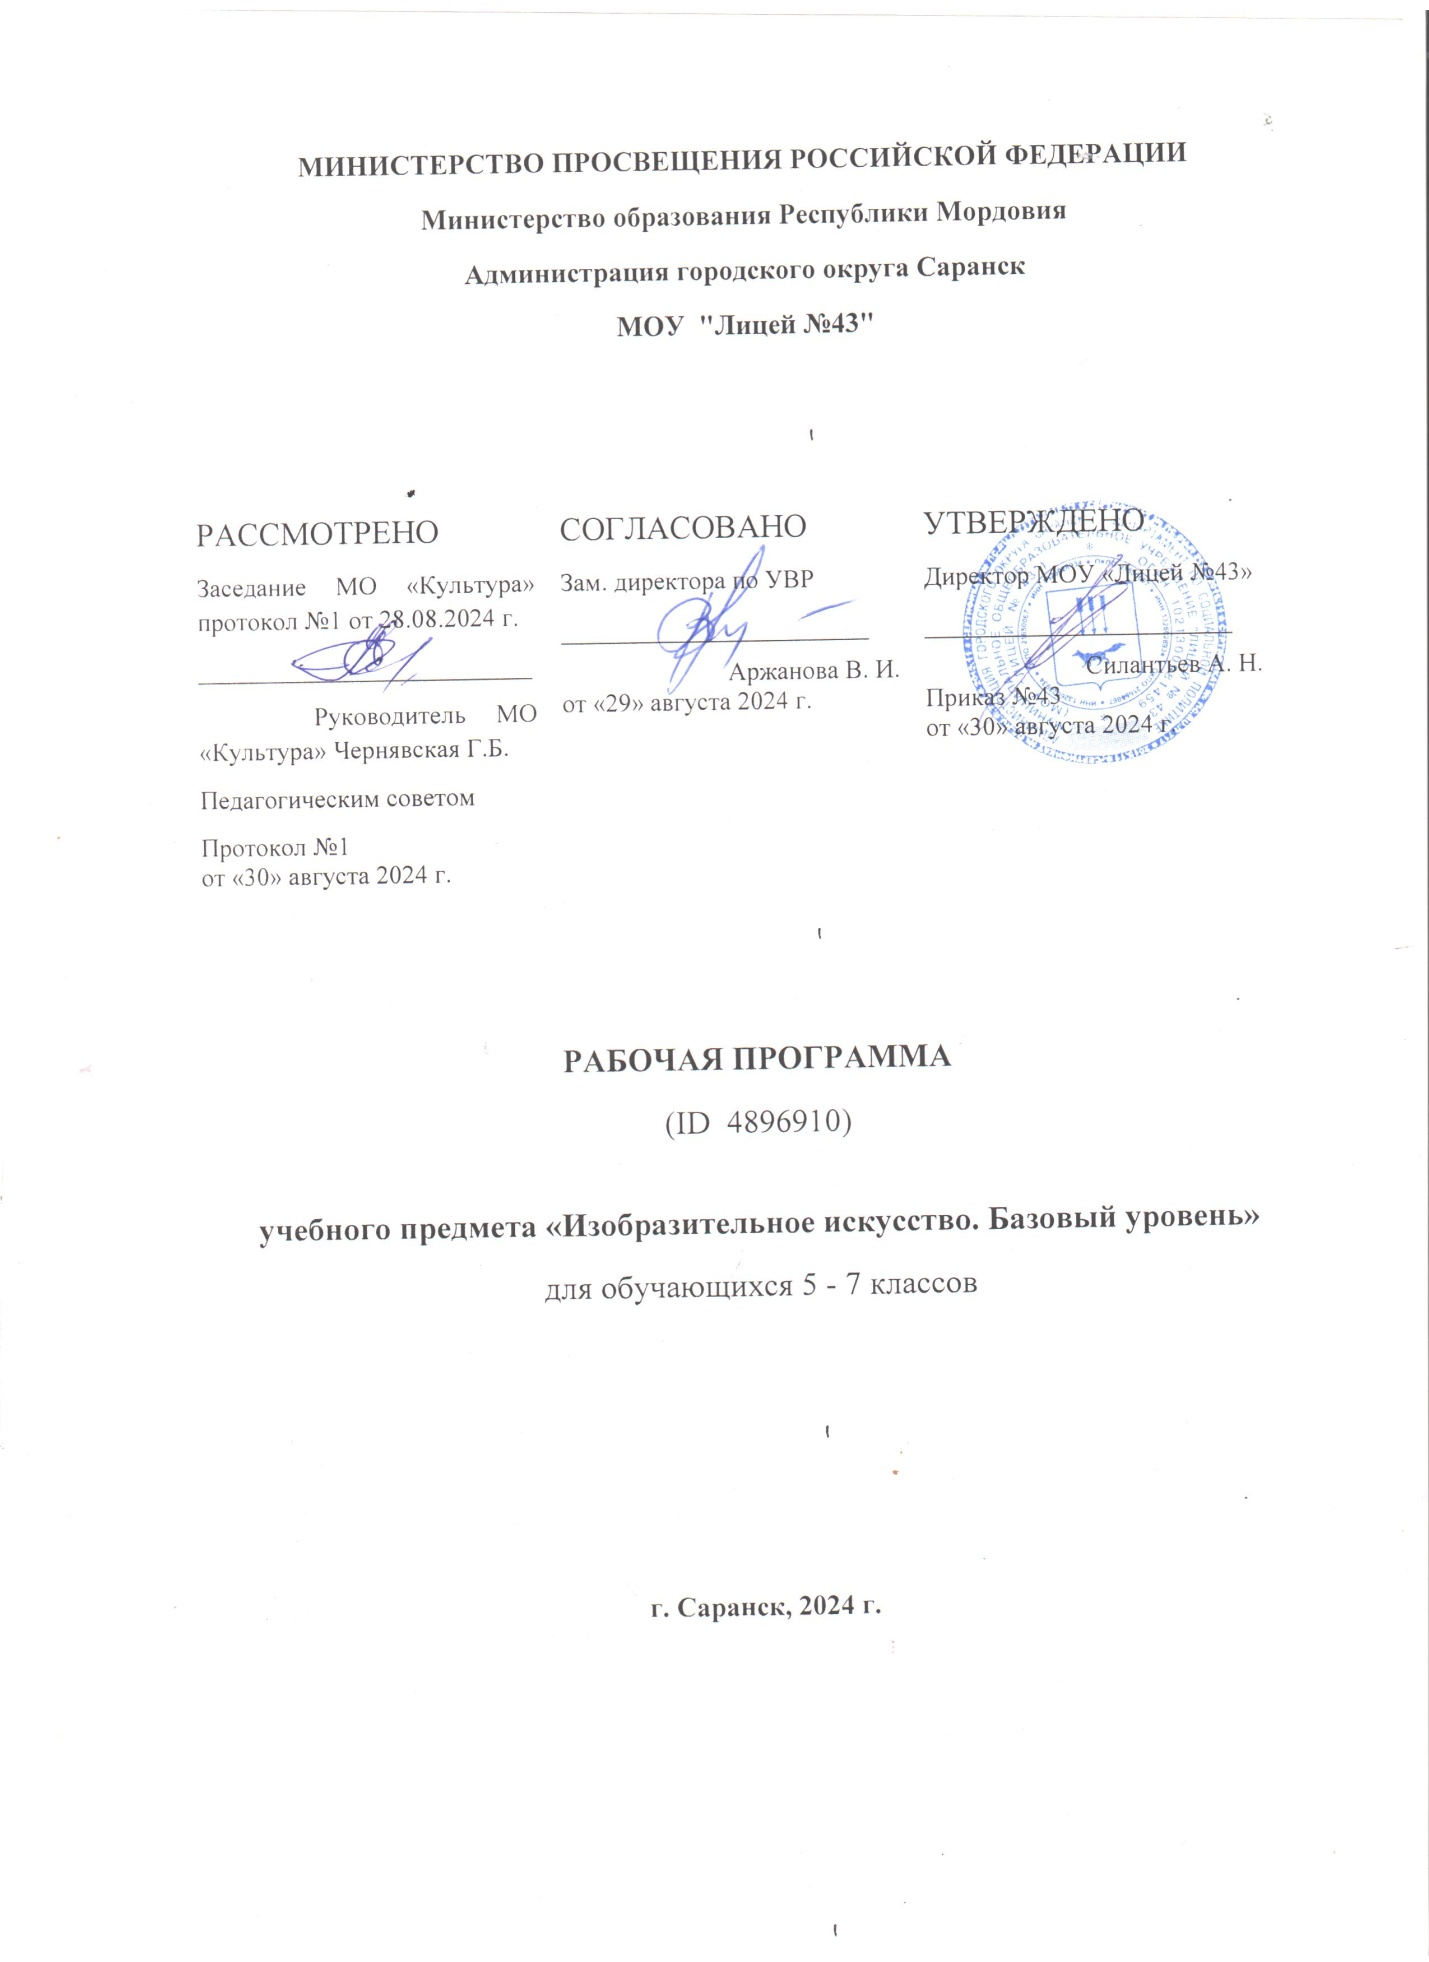 МИНИСТЕРСТВО ПРОСВЕЩЕНИЯ РОССИЙСКОЙ ФЕДЕРАЦИИ
Министерство образования Республики Мордовия
Администрация городского округа Саранск
МОУ "Лицей №43"
РАССМОТРЕНО
Заседание МО «Культура»
протокол №1 от 28.08.2024 г.
Руководитель МО
«Культура» Чернявская Г.Б.
Педагогическим советом
Протокол №1
от «30» августа 2024 г.
СОГЛАСОВАНО
Зам. директора по УВР
Аржанова В. И.
от «29» августа 2024 г.
УТВЕРЖДЕНО
Директор МОУ «Лицей №43»
Силантьев А. Н.
Приказ №43
от «30» августа 2024 г.
РАБОЧАЯ ПРОГРАММА
(ID 4896910)
учебного предмета «Изобразительное искусство. Базовый уровень»
для обучающихся 5 - 7 классов
г. Саранск, 2024 г.